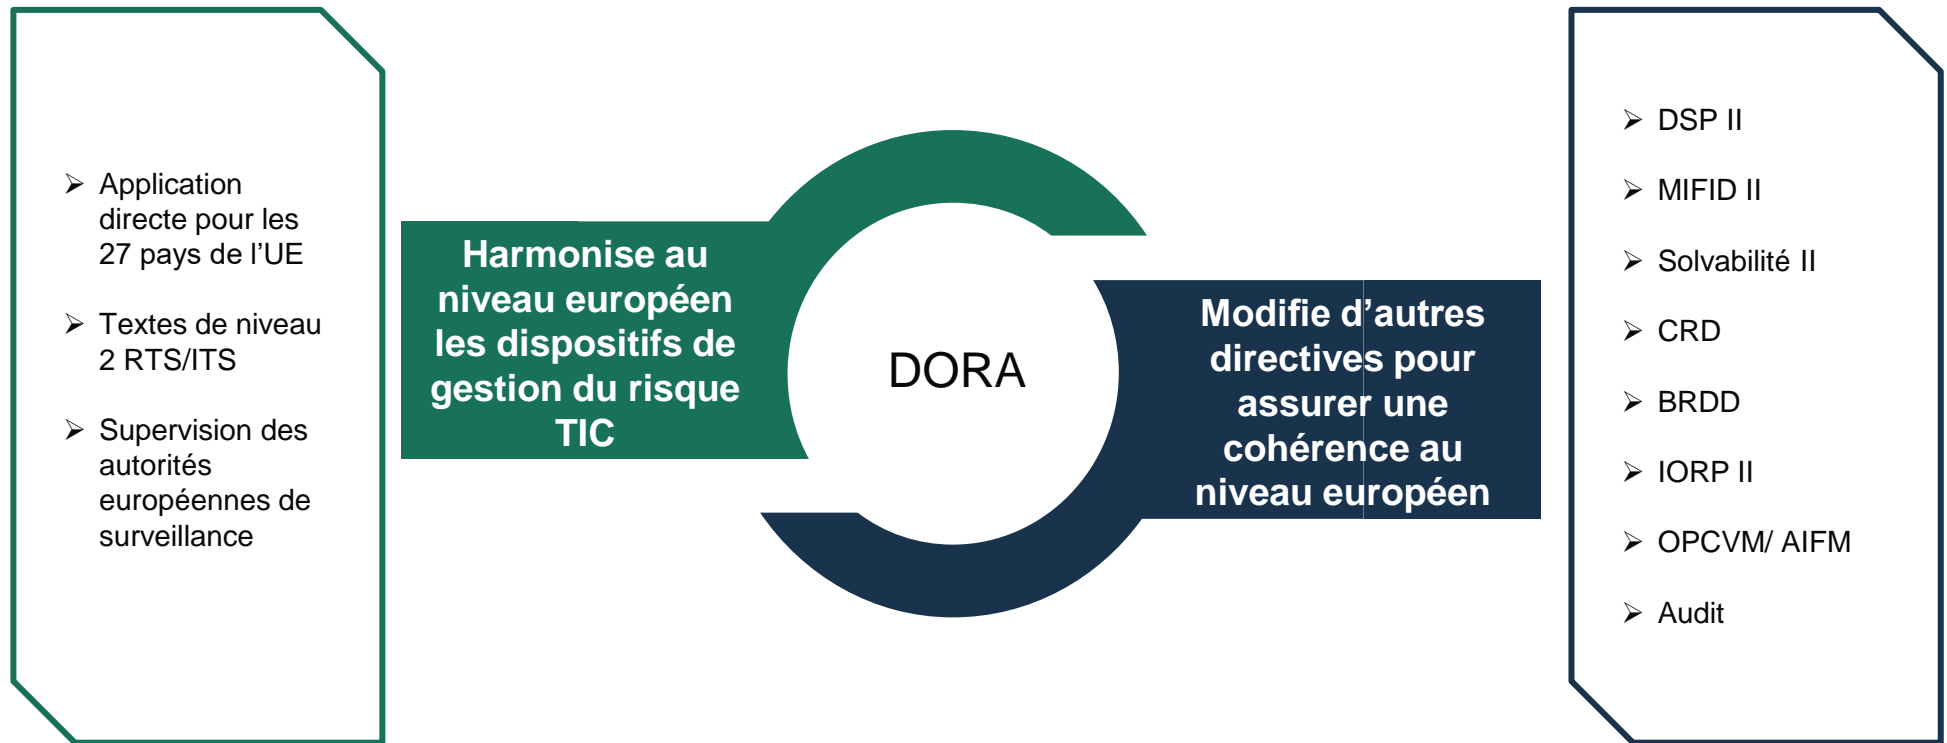 Application
directe pour les
27 pays de l’UE
Textes de niveau
2 RTS/ITS
Supervision des
autorités
européennes de
surveillance
Harmonise au
niveau européen
les dispositifs de
gestion du risque
TIC
DORA
Modifie d’autres
directives pour
assurer une
cohérence au
niveau européen
DSP II
MIFID II
Solvabilité II
CRD
BRDD
IORP II
OPCVM/ AIFM
Audit